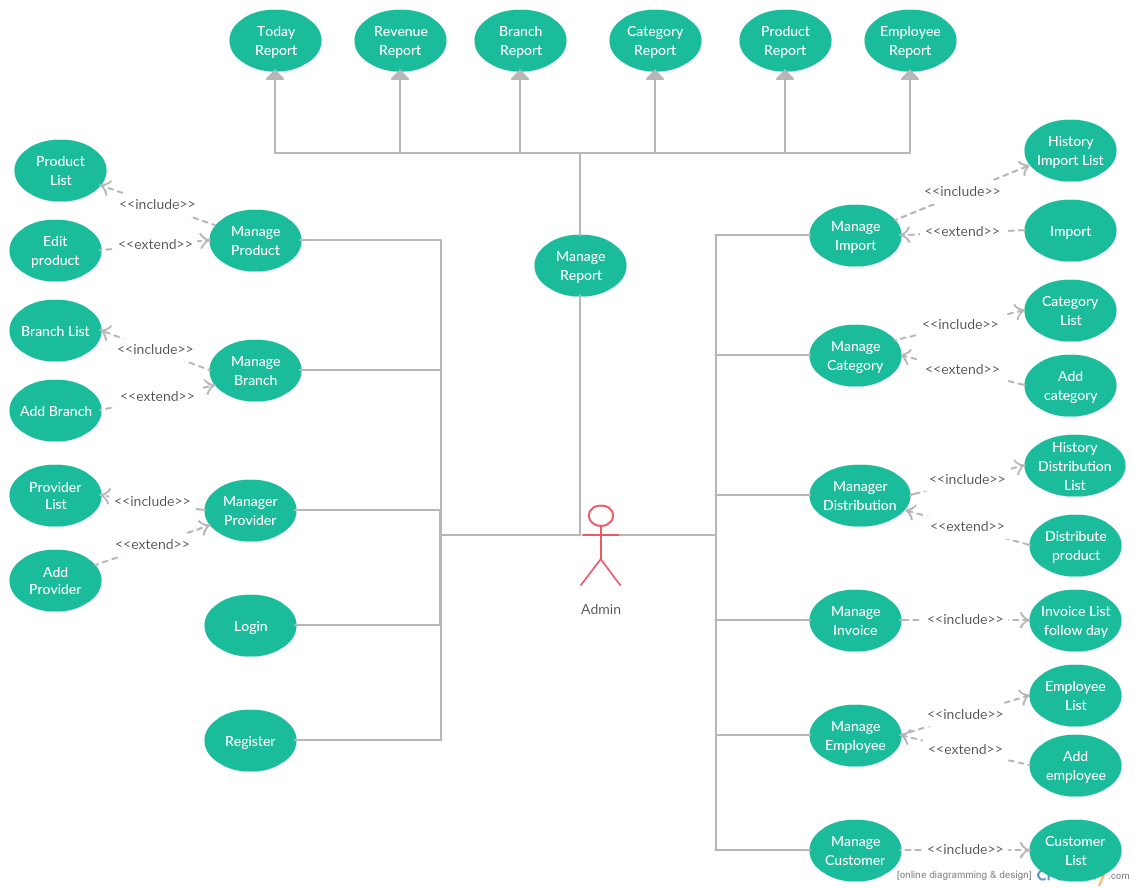 Today
Report
Revenue
Report
Branch
Report
Category
Report
Product
Report
Employee
Report
Product
List
<<include>>
Edit
product
<<extend>>
Manage
Product
Branch List
<<include>>
Add Branch
<<extend>>
Manage
Branch
Provider
List
<<include>>
Add
Provider
<<extend>>
Manager
Provider
Login
Register
Manage
Report
Admin
Manage
Import
<<include>>
History
Import List
<<extend>>
Import
Manage
Category
<<include>>
Category
List
<<extend>>
Add
category
Manager
Distribution
<<include>>
History
Distribution
List
<<extend>>
Distribute
product
Manage
Invoice
<<include>>
Invoice List
follow day
Manage
Employee
<<include>>
Employee
List
<<extend>>
Add
employee
Manage
Customer
<<include>>
Customer
List
[online diagramming & design]
.com